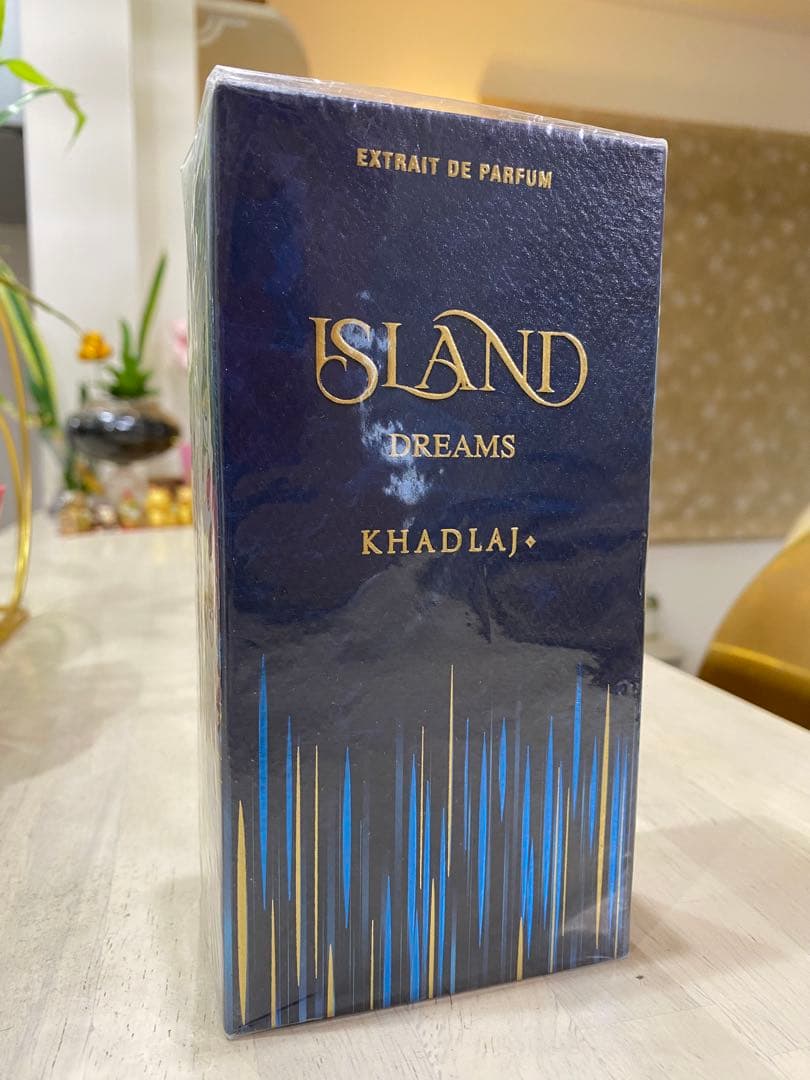 EXTRAIT DE PARFUM
ISLAND
DREAMS
KHADLAJ